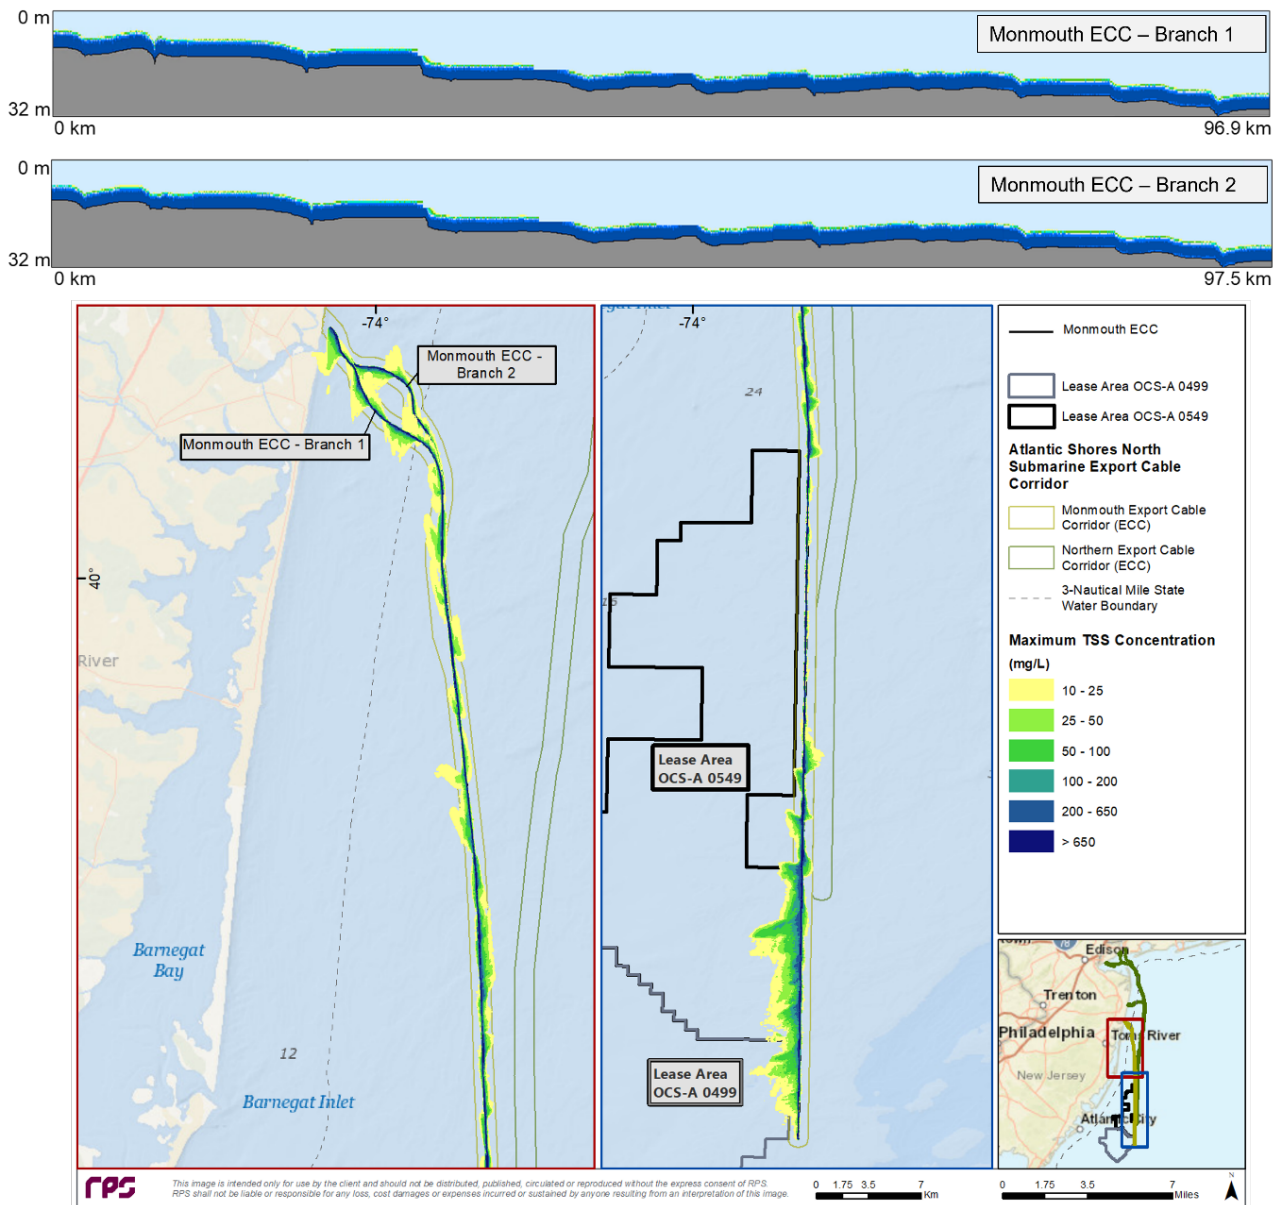 0 m
Monmouth ECC – Branch 1
32 m
0 km
96.9 km
0 m
Monmouth ECC – Branch 2
32 m
0 km
97.5 km
-74°
Monmouth ECC -
Branch 2
Monmouth ECC - Branch 1
40°
River
Barnegat
Bay
12
Barnegat Inlet
-74°
24
Lease Area
OCS-A 0549
Lease Area
OCS-A 0499
Monmouth ECC
Lease Area OCS-A 0499
Lease Area OCS-A 0549
Atlantic Shores North
Submarine Export Cable
Corridor
Monmouth Export Cable
Corridor (ECC)
Northern Export Cable
Corridor (ECC)
3-Nautical Mile State
Water Boundary
Maximum TSS Concentration
(mg/L)
10 - 25
25 - 50
50 - 100
100 - 200
200 - 650
> 650
78
Edison
Trenton
Philadelphia
Toms River
New Jersey
Atlantic City
RPS
This image is intended only for use by the client and should not be distributed, published, circulated or reproduced without the express consent of RPS.
RPS shall not be liable or responsible for any loss, cost damages or expenses incurred or sustained by anyone resulting from an interpretation of this image.
0 1.75 3.5 7
Km
0 1.75 3.5 7
Miles
N